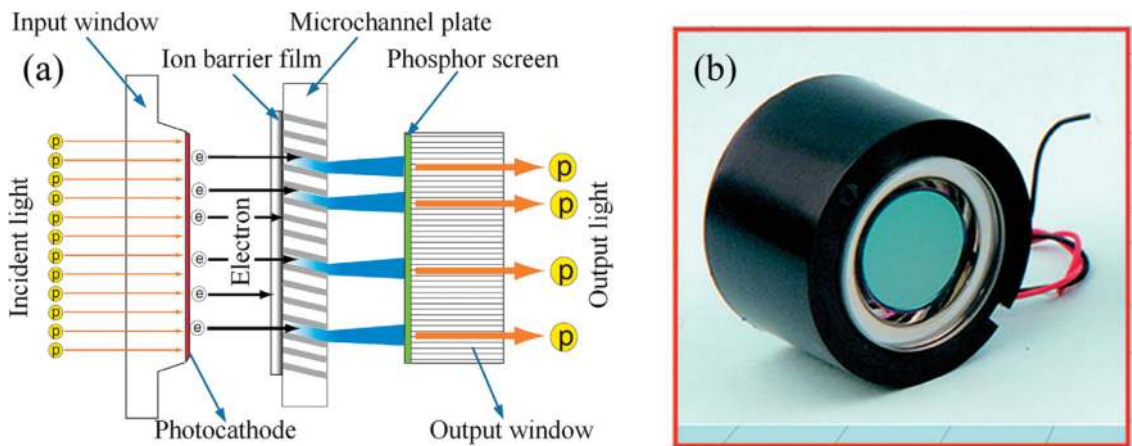 Input window
Microchannel plate
(a)
Ion barrier film
Phosphor screen
(b)
Incident light
p
p
p
p
p
p
p
p
p
p
p
p
e
e
e
e
e
e
Electron
p
p
p
p
Output light
Photocathode
Output window